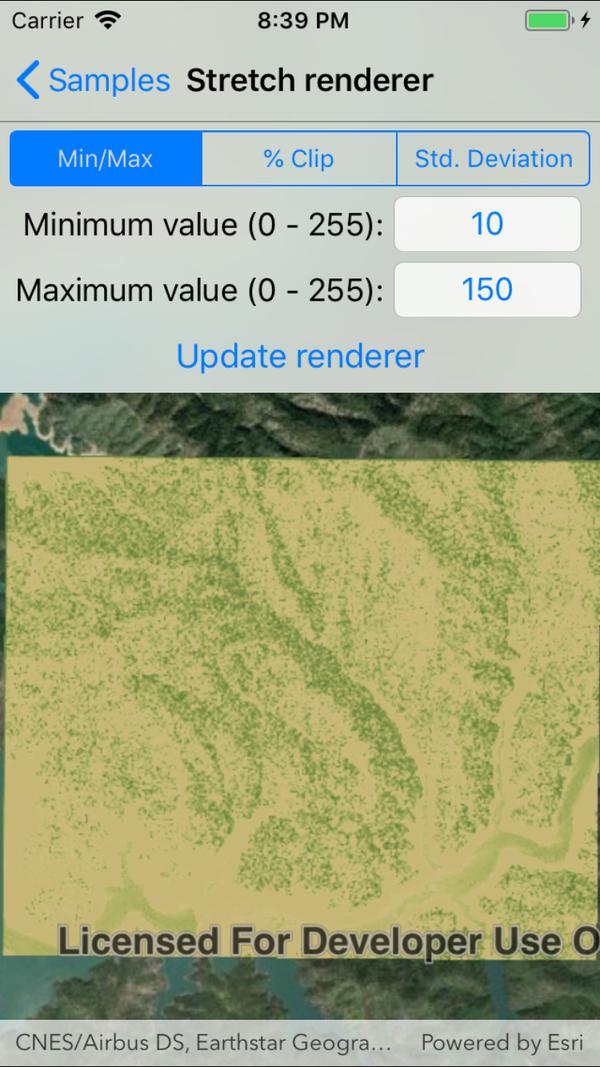 Carrier 8:39 PM
Samples Stretch renderer
Min/Max % Clip Std. Deviation
Minimum value (0 - 255): 10
Maximum value (0 - 255): 150
Update renderer
Licensed For Developer Use O
CNES/Airbus DS, Earthstar Geogra... Powered by Esri